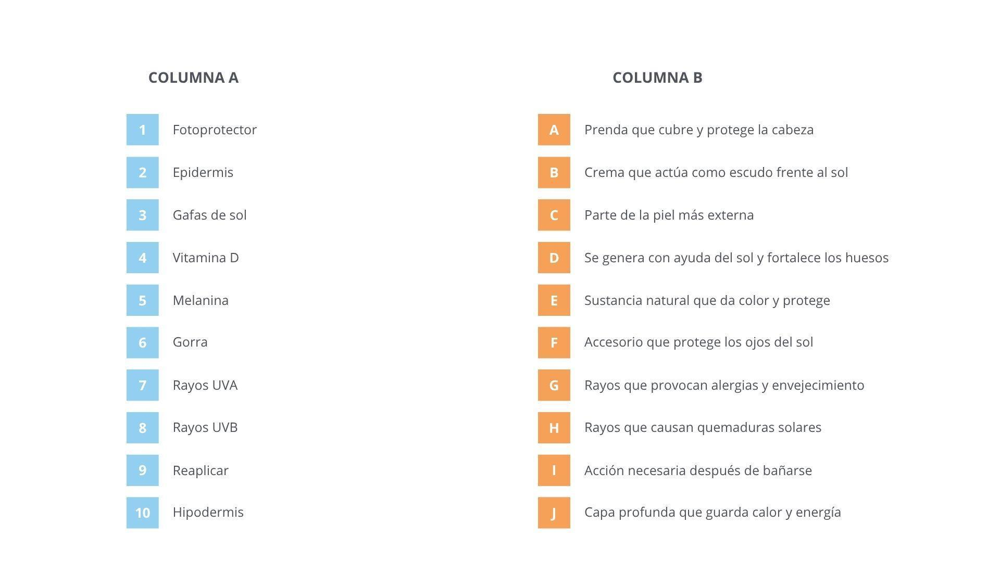 COLUMNA A
COLUMNA B
1 Fotoprotector
A Prenda que cubre y protege la cabeza
2 Epidermis
B Crema que actúa como escudo frente al sol
3 Gafas de sol
C Parte de la piel más externa
4 Vitamina D
D Se genera con ayuda del sol y fortalece los huesos
5 Melanina
E Sustancia natural que da color y protege
6 Gorra
F Accesorio que protege los ojos del sol
7 Rayos UVA
G Rayos que provocan alergias y envejecimiento
8 Rayos UVB
H Rayos que causan quemaduras solares
9 Reaplicar
I Acción necesaria después de bañarse
10 Hipodermis
J Capa profunda que guarda calor y energía